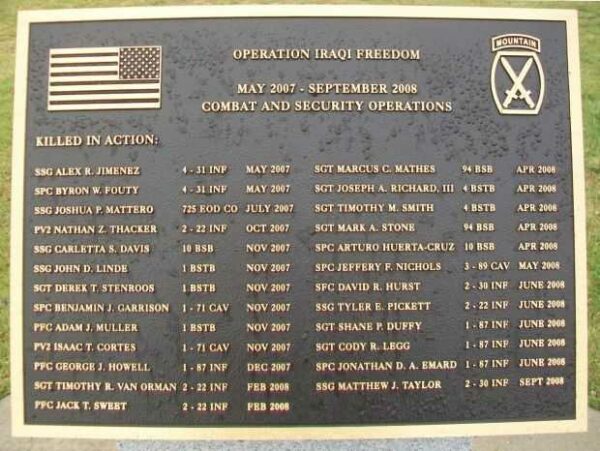 OPERATION IRAQI FREEDOM
MOUNTAIN
MAY 2007 - SEPTEMBER 2008
COMBAT AND SECURITY OPERATIONS
KILLED IN ACTION:
SSG ALEX R. JIMENEZ 4 - 31 INF MAY 2007
SPC BYRON W. FOUTY 4 - 31 INF MAY 2007
SSG JOSHUA P. MATTERO 725 EOD CO JULY 2007
PV2 NATHAN Z. THACKER 2 - 22 INF OCT 2007
SSG CARLETTA S. DAVIS 10 BSB NOV 2007
SSG JOHN D. LINDE 1 BSTB NOV 2007
SGT DEREK T. STENROOS 1 BSTB NOV 2007
SPC BENJAMIN J. GARRISON 1 - 71 CAV NOV 2007
PFC ADAM J. MULLER 1 BSTB NOV 2007
PV2 ISAAC T. CORTES 1 - 71 CAV NOV 2007
PFC GEORGE J. HOWELL 1 - 87 INF DEC 2007
SGT TIMOTHY R. VAN ORMAN 2 - 22 INF FEB 2008
PFC JACK T. SWEET 2 - 22 INF FEB 2008
SGT MARCUS C. MATHES 94 BSB APR 2008
SGT JOSEPH A. RICHARD, III 4 BSTB APR 2008
SGT TIMOTHY M. SMITH 4 BSTB APR 2008
SGT MARK A. STONE 94 BSB APR 2008
SPC ARTURO HUERTA-CRUZ 10 BSB APR 2008
SPC JEFFERY F. NICHOLS 3 - 89 CAV MAY 2008
SFC DAVID R. HURST 2 - 30 INF JUNE 2008
SSG TYLER E. PICKETT 2 - 22 INF JUNE 2008
SGT SHANE P. DUFFY 1 - 87 INF JUNE 2008
SGT CODY R. LEGG 1 - 87 INF JUNE 2008
SPC JONATHAN D. A. EMARD 1 - 87 INF JUNE 2008
SSG MATTHEW J. TAYLOR 2 - 30 INF SEPT 2008